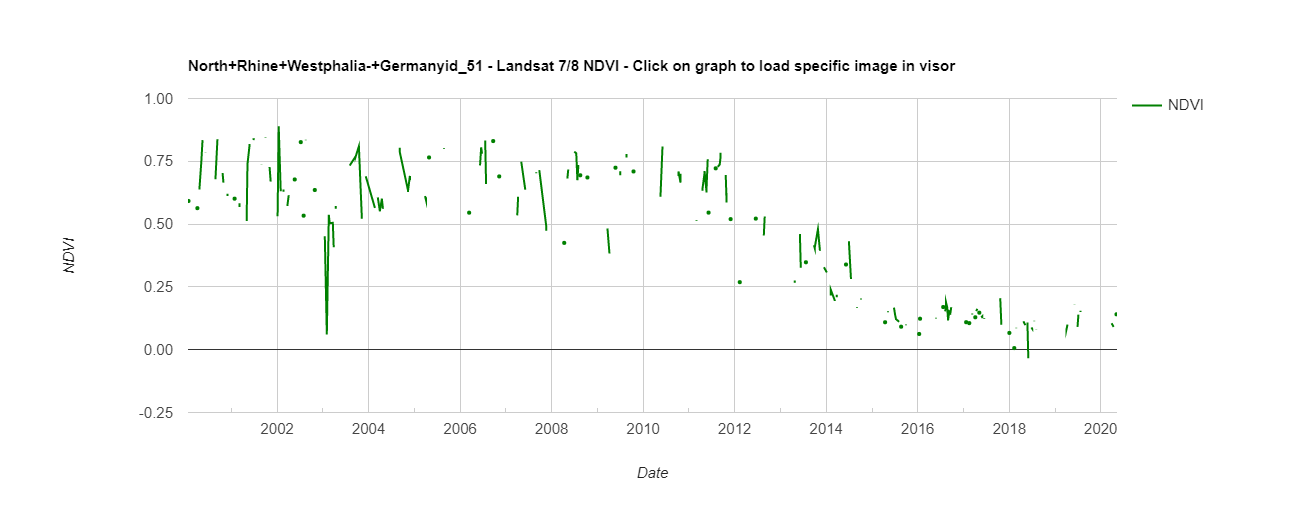 North+Rhine+Westphalia-+Germanyid_51 - Landsat 7/8 NDVI - Click on graph to load specific image in visor
1.00
NDVI
0.75
0.50
NDVI
0.25
0.00
-0.25
2002 2004 2006 2008 2010 2012 2014 2016 2018 2020
Date